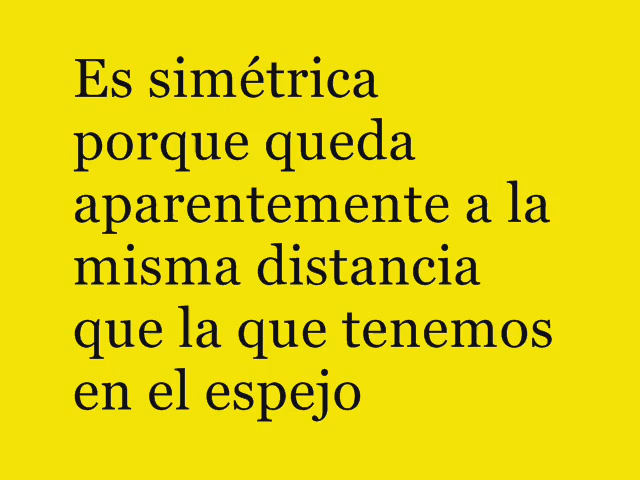 Es simétrica
porque queda
aparentemente a la
misma distancia
que la que tenemos
en el espejo